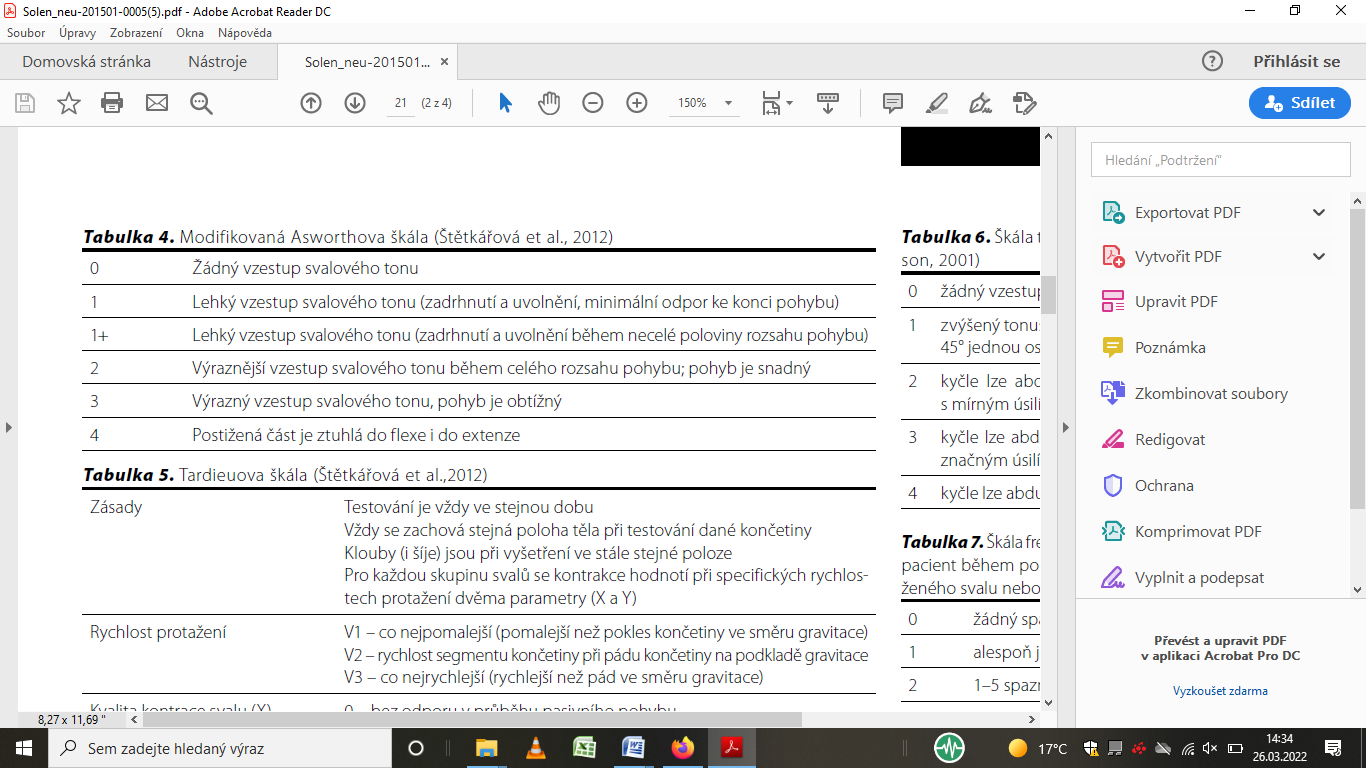 Solen_neu-201501-0005(5).pdf - Adobe Acrobat Reader DC
Soubor Úpravy Zobrazení Okna Nápověda
Domovská stránka Nástroje Solen_neu-201501... × Přihlásit se
21 (2 z 4) 150% Sdílet
Tabulka 4. Modifikovaná Asworthova škála (Štětkářová et al., 2012)
0 Žádný vzestup svalového tonu
1 Lehký vzestup svalového tonu (zadrhnutí a uvolnění, minimální odpor ke konci pohybu)
1+ Lehký vzestup svalového tonu (zadrhnutí a uvolnění během necelé poloviny rozsahu pohybu)
2 Výraznější vzestup svalového tonu během celého rozsahu pohybu; pohyb je snadný
3 Výrazný vzestup svalového tonu, pohyb je obtížný
4 Postižená část je ztuhlá do flexe i do extenze
Tabulka 5. Tardieuova škála (Štětkářová et al.,2012)
Zásady Testování je vždy ve stejnou dobu
Vždy se zachová stejná poloha těla při testování dané končetiny
Klouby (i šíje) jsou při vyšetření ve stále stejné poloze
Pro každou skupinu svalů se kontrakce hodnotí při specifických rychlos-
tech protažení dvěma parametry (X a Y)
Rychlost protažení V1 – co nejpomalejší (pomalejší než pokles končetiny ve směru gravitace)
V2 – rychlost segmentu končetiny při pádu končetiny na podkladě gravitace
V3 – co nejrychlejší (rychlejší než pád ve směru gravitace)
Kvalita kontrace svalu (X) 0 – bez odporu v průběhu pasivního pohybu
Tabulka 6. Škála t
son, 2001)
0 žádný vzestup
1 zvýšený tonus
45° jednou os
2 kyčle lze abd
s mírným úsilí
3 kyčle lze abd
značným úsilí
4 kyčle lze abdu
Tabulka 7. Škála fre
pacient během po
ženého svalu nebo
0 žádný spa
1 alespoň j
2 1–5 spazm
Hledání „Podtržení"
Exportovat PDF
Vytvořit PDF
Upravit PDF
Poznámka
Zkombinovat soubory
Redigovat
Ochrana
Komprimovat PDF
Vyplnit a podepsat
Převést a upravit PDF
v aplikaci Acrobat Pro DC
Vyzkoušet zdarma
8,27 x 11,69 "
Sem zadejte hledaný výraz
17°C
14:34
26.03.2022